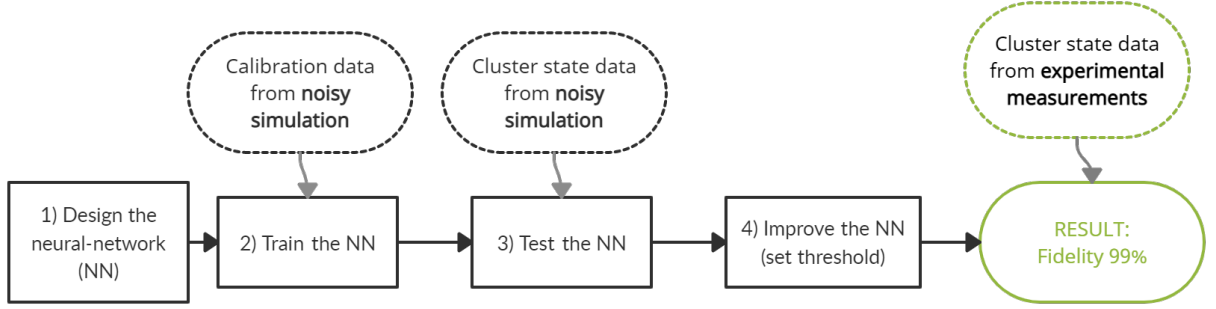 Calibration data
from noisy
simulation
Cluster state data
from noisy
simulation
Cluster state data
from experimental
measurements
1) Design the
neural-network
(NN)
2) Train the NN
3) Test the NN
4) Improve the NN
(set threshold)
RESULT:
Fidelity 99%